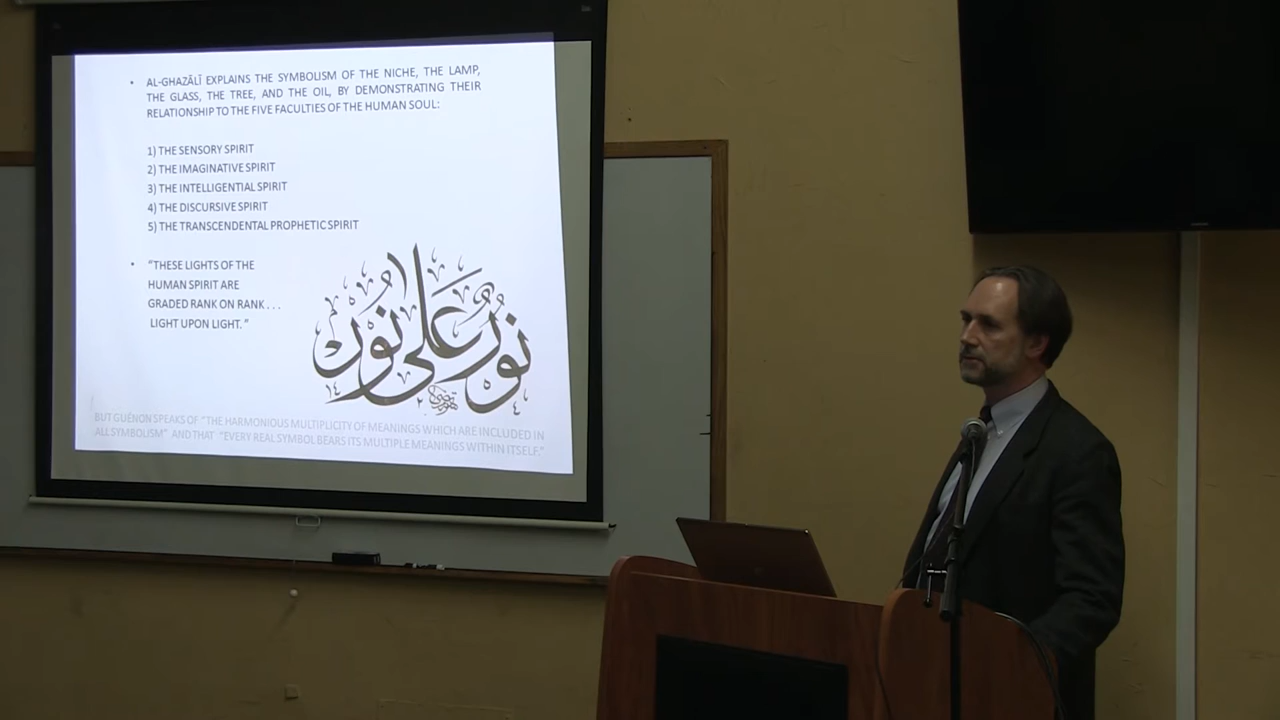 • AL-GHAZĀLĪ EXPLAINS THE SYMBOLISM OF THE NICHE, THE LAMP,
THE GLASS, THE TREE, AND THE OIL, BY DEMONSTRATING THEIR
RELATIONSHIP TO THE FIVE FACULTIES OF THE HUMAN SOUL:
1) THE SENSORY SPIRIT
2) THE IMAGINATIVE SPIRIT
3) THE INTELLIGENTIAL SPIRIT
4) THE DISCURSIVE SPIRIT
5) THE TRANSCENDENTAL PROPHETIC SPIRIT
• “THESE LIGHTS OF THE
HUMAN SPIRIT ARE
GRADED RANK ON RANK . . .
LIGHT UPON LIGHT.”
نُورٌ عَلَى نُورٍ
BUT GUÉNON SPEAKS OF “THE HARMONIOUS MULTIPLICITY OF MEANINGS WHICH ARE INCLUDED IN
ALL SYMBOLISM” AND THAT “EVERY REAL SYMBOL BEARS ITS MULTIPLE MEANINGS WITHIN ITSELF.”